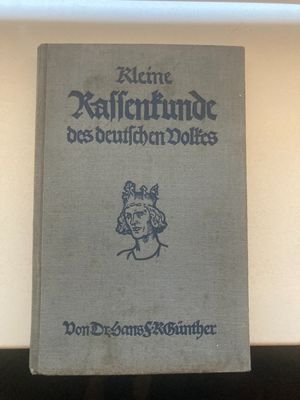 Kleine
Rassenkunde
des deutschen Volkes
Von Dr. Hans F. K. Günther